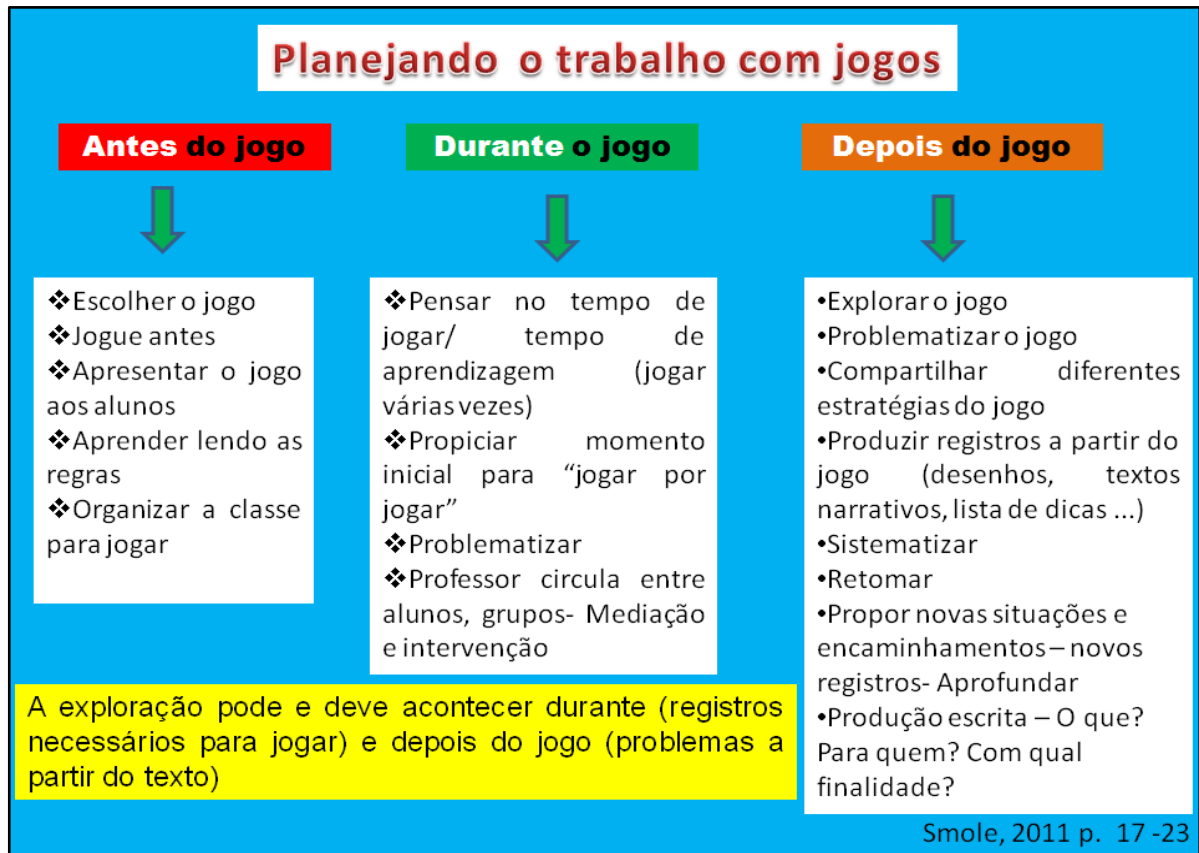 Planejando o trabalho com jogos
Antes do jogo
❖Escolher o jogo
❖Jogue antes
❖Apresentar o jogo
aos alunos
❖Aprender lendo as
regras
❖Organizar a classe
para jogar
Durante o jogo
❖Pensar no tempo de
jogar/ tempo de
aprendizagem (jogar
várias vezes)
❖Propiciar momento
inicial para “jogar por
jogar”
❖Problematizar
❖Professor circula entre
alunos, grupos- Mediação
e intervenção
Depois do jogo
•Explorar o jogo
•Problematizar o jogo
•Compartilhar diferentes
estratégias do jogo
•Produzir registros a partir do
jogo (desenhos, textos
narrativos, lista de dicas ...)
•Sistematizar
•Retomar
•Propor novas situações e
encaminhamentos – novos
registros- Aprofundar
•Produção escrita – O que?
Para quem? Com qual
finalidade?
A exploração pode e deve acontecer durante (registros
necessários para jogar) e depois do jogo (problemas a
partir do texto)
Smole, 2011 p. 17 -23